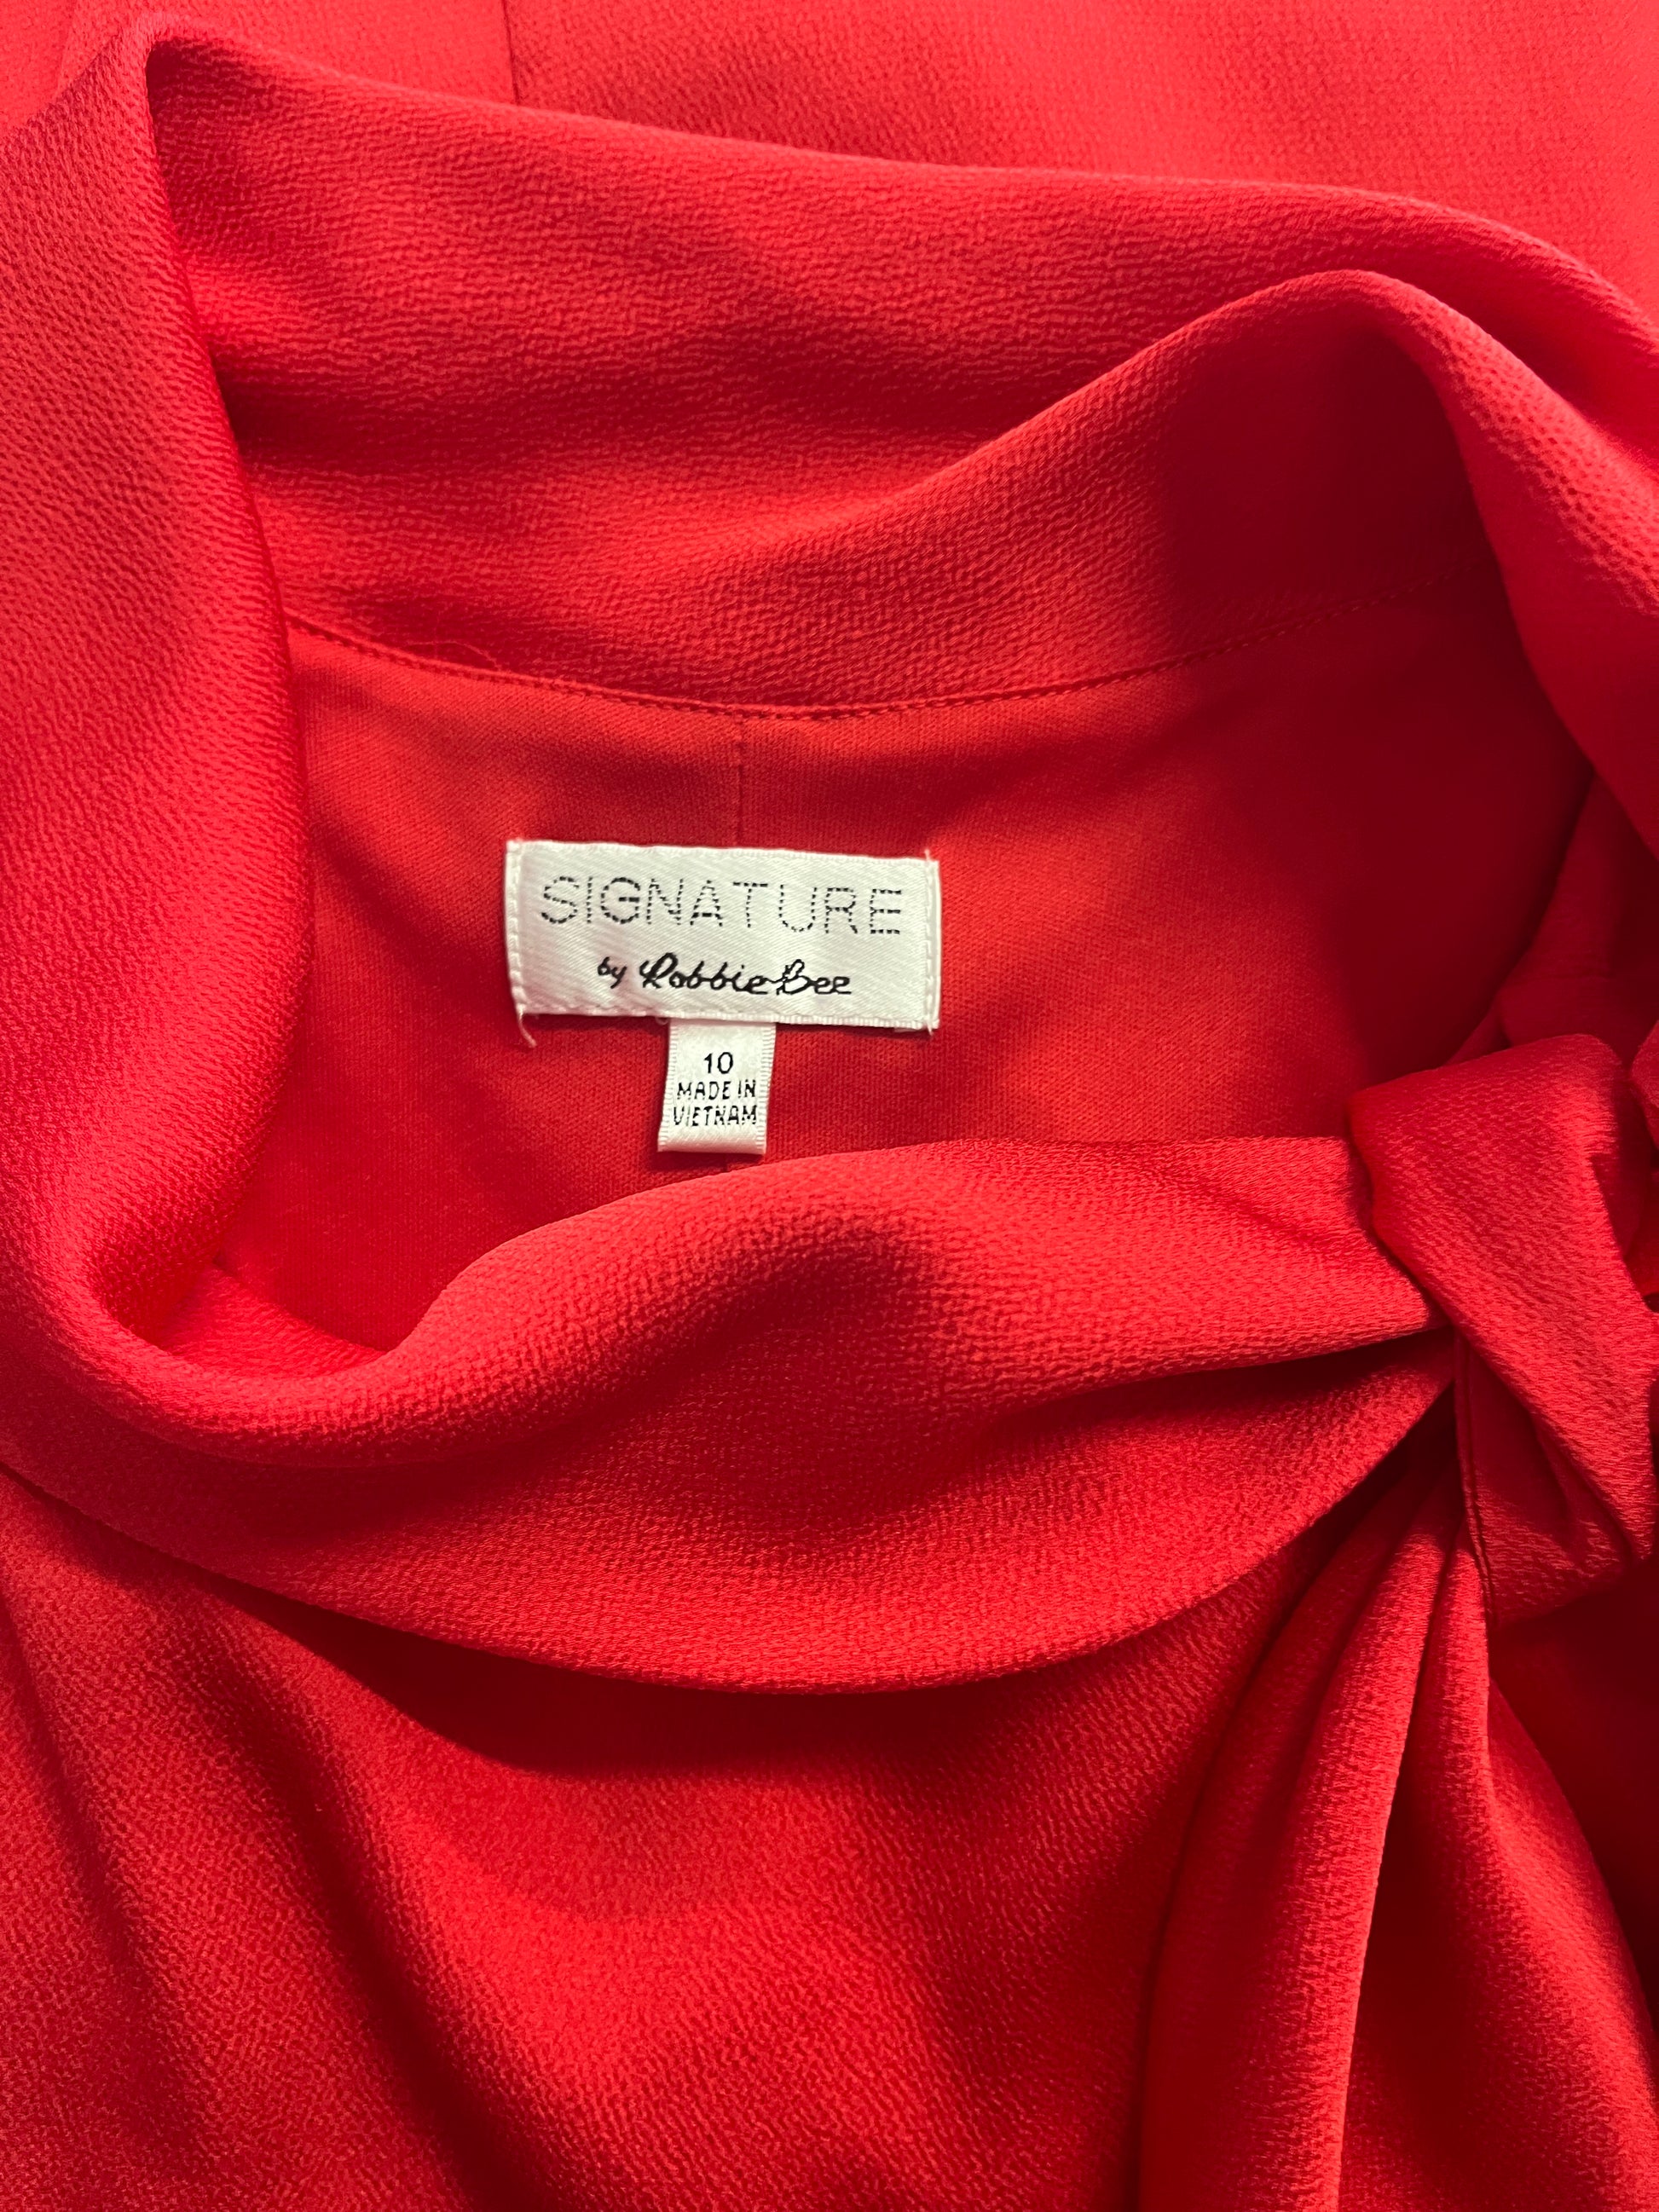 SIGNATURE
by Robbie Bee
10
MADE IN
VIETNAM